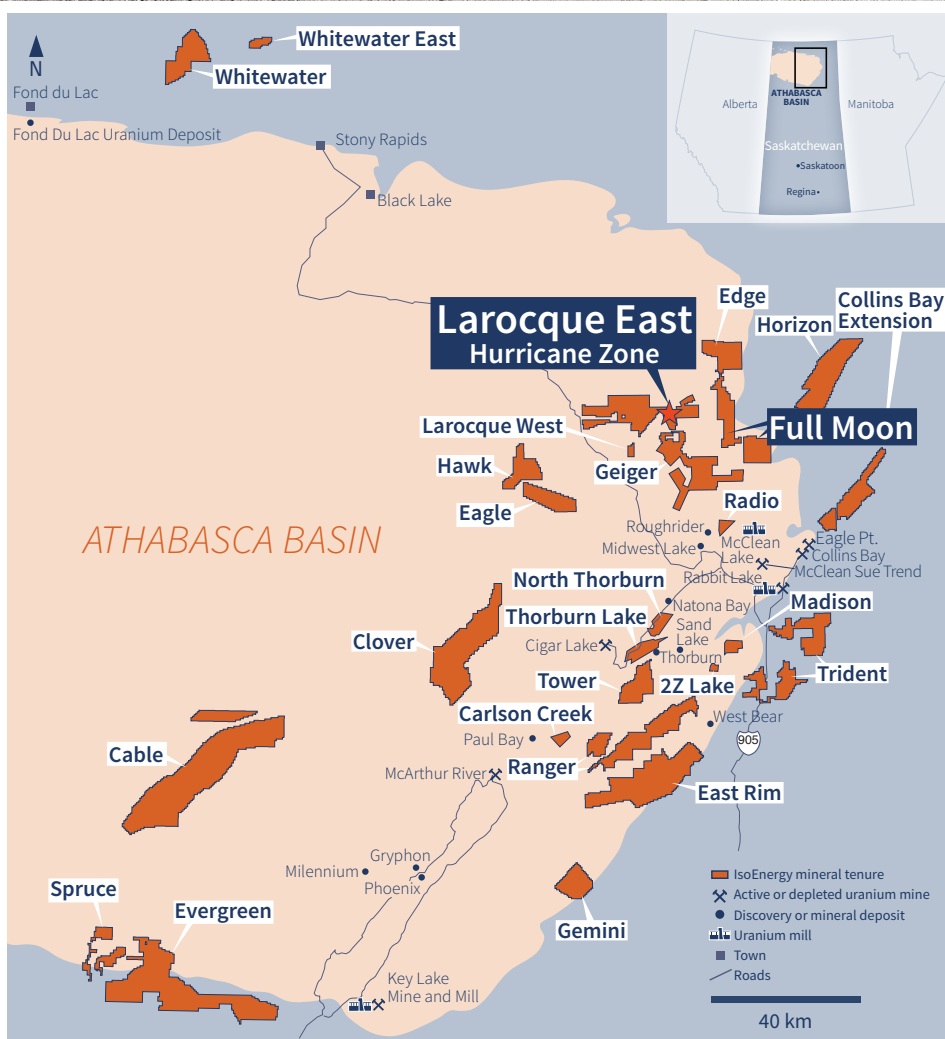 Whitewater East
Whitewater
N
Fond du Lac
Fond Du Lac Uranium Deposit
Stony Rapids
Black Lake
ATHABASCA
BASIN
Alberta
Manitoba
Saskatchewan
Saskatoon
Regina
Edge
Collins Bay
Extension
Horizon
Larocque East
Hurricane Zone
Full Moon
Larocque West
Hawk
Geiger
Eagle
Radio
ATHABASCA BASIN
Roughrider
Midwest Lake
McClean
Lake
Eagle Pt.
Collins Bay
McClean Sue Trend
Rabbit Lake
North Thorburn
Natona Bay
Madison
Thorburn Lake
Sand
Lake
Clover
Cigar Lake
Thorburn
Trident
Tower
2Z Lake
Carlson Creek
West Bear
Paul Bay
905
Cable
McArthur River
Ranger
East Rim
Gryphon
Milennium
Phoenix
Spruce
Evergreen
Gemini
Key Lake
Mine and Mill
IsoEnergy mineral tenure
Active or depleted uranium mine
Discovery or mineral deposit
Uranium mill
Town
Roads
40 km